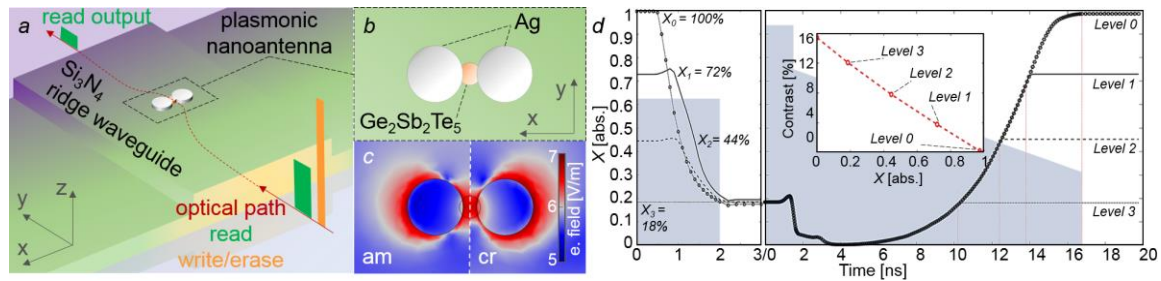 a
read output
plasmonic
nanoantenna
Si₃N₄
ridge waveguide
z
y
x
optical path
read
write/erase
b
Ag
Ge₂Sb₂Te₅
y
x
c
am
cr
7
6
5
e. field [V/m]
d
X [abs.]
1
0.9
0.8
0.7
0.6
0.5
0.4
0.3
0.2
0.1
0
X₀ = 100%
X₁ = 72%
X₂ = 44%
X₃ =
18%
0 1 2 3/0 2 4 6 8 10 12 14 16 18 20
Time [ns]
Level 0
Level 1
Level 2
Level 3
Contrast [%]
16
12
8
4
0
Level 3
Level 2
Level 1
Level 0
0 0.2 0.4 0.6 0.8 1
X [abs.]